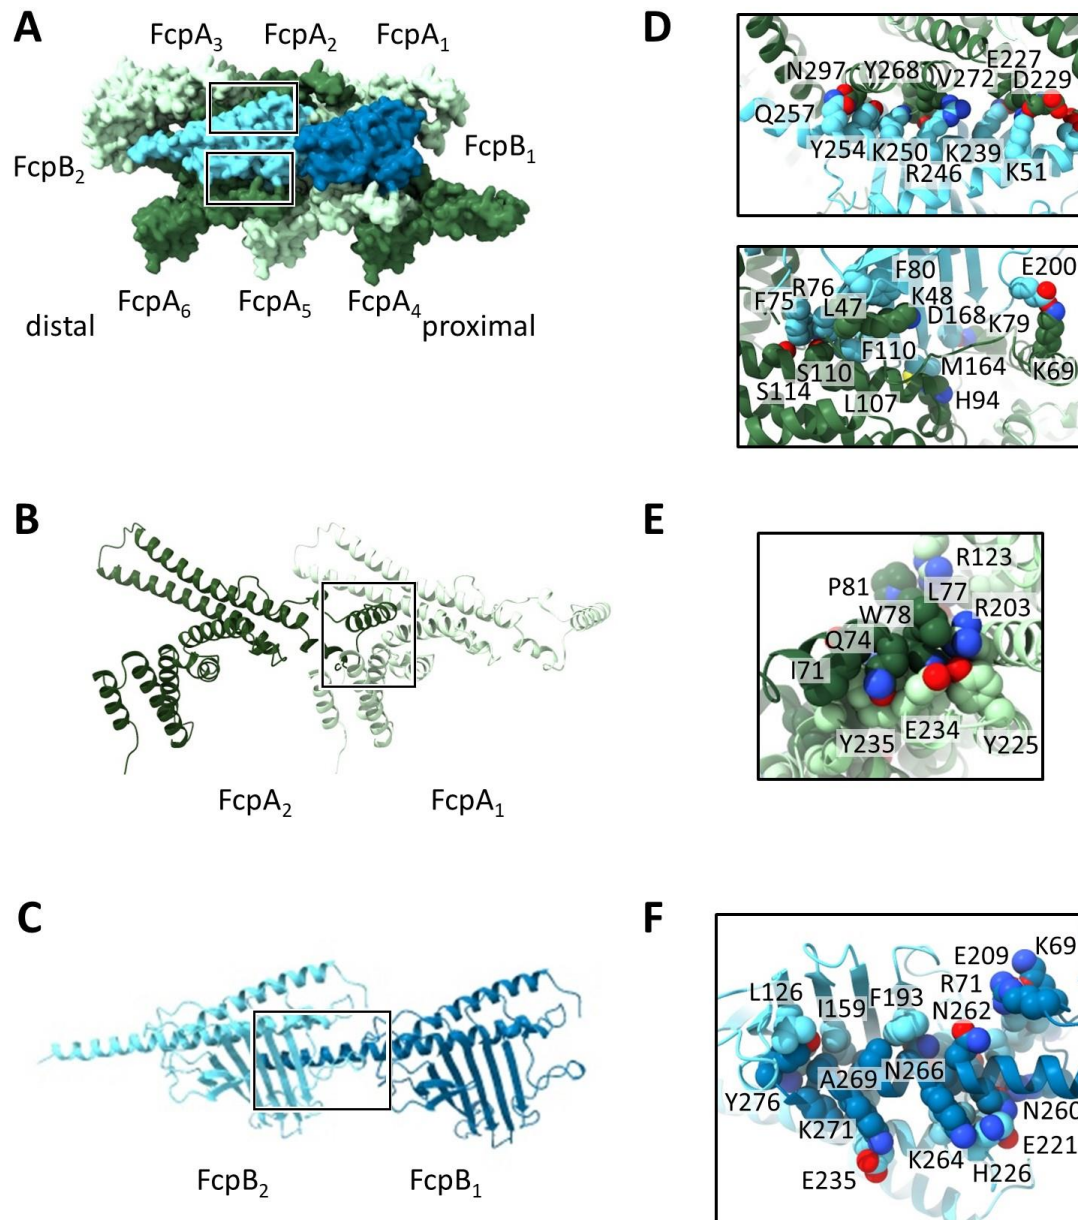 A
FcpA3 FcpA2 FcpA1
FcpB1
FcpB2
FcpA6 FcpA5 FcpA4
distal proximal
D
N297 Y268 V272 E227 D229
Q257
Y254 K250 R246 K239 K51
F80 E200
F75 R76 L47 K48 D168 K79
F110 M164 K69
S114 S110 L107 H94
B
FcpA2 FcpA1
E
R123
P81 L77
W78 R203
Q74
I71
Y235 E234 Y225
C
FcpB2 FcpB1
F
E209 K69
L126 I159 F193 R71
N262
A269 N266
Y276 N260
K271 E221
E235 K264 H226